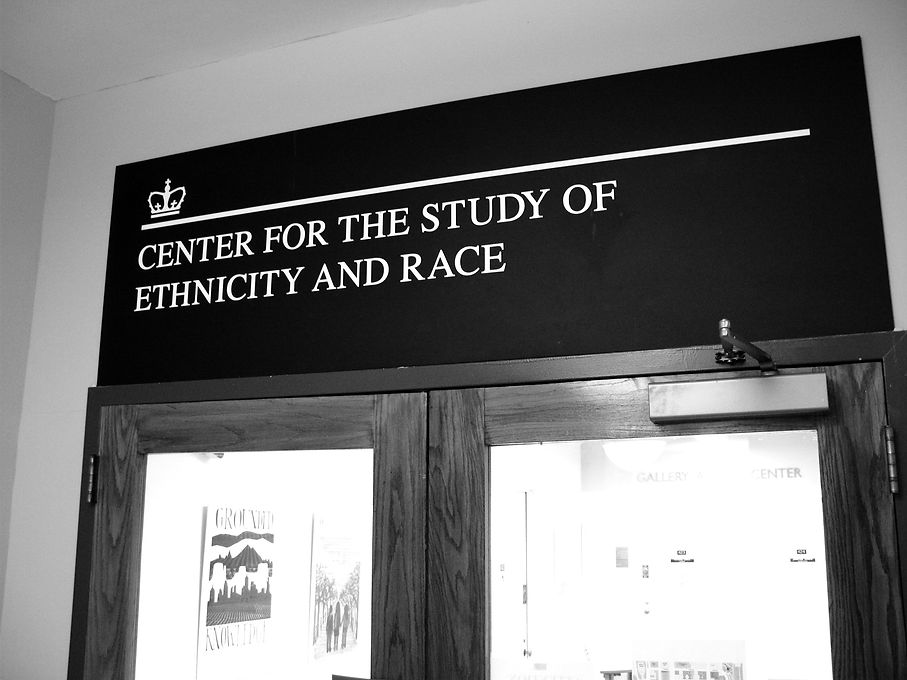 CENTER FOR THE STUDY OF
ETHNICITY AND RACE
GALLERY CENTER
GROUND
KNOWLEDGE